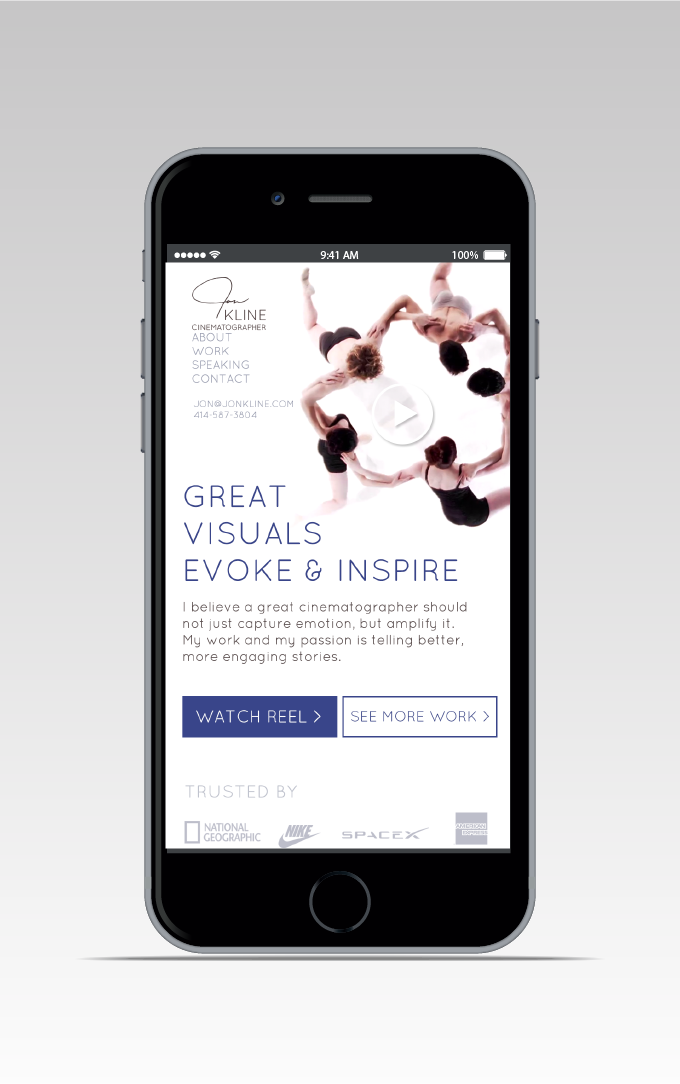 9:41 AM
100%
Jon
KLINE
CINEMATOGRAPHER
ABOUT
WORK
SPEAKING
CONTACT
JON@JONKLINE.COM
414-587-3804
GREAT
VISUALS
EVOKE & INSPIRE
I believe a great cinematographer should
not just capture emotion, but amplify it.
My work and my passion is telling better,
more engaging stories.
WATCH REEL >
SEE MORE WORK >
TRUSTED BY
NATIONAL
GEOGRAPHIC
NIKE
SPACEX
AMERICAN
EXPRESS